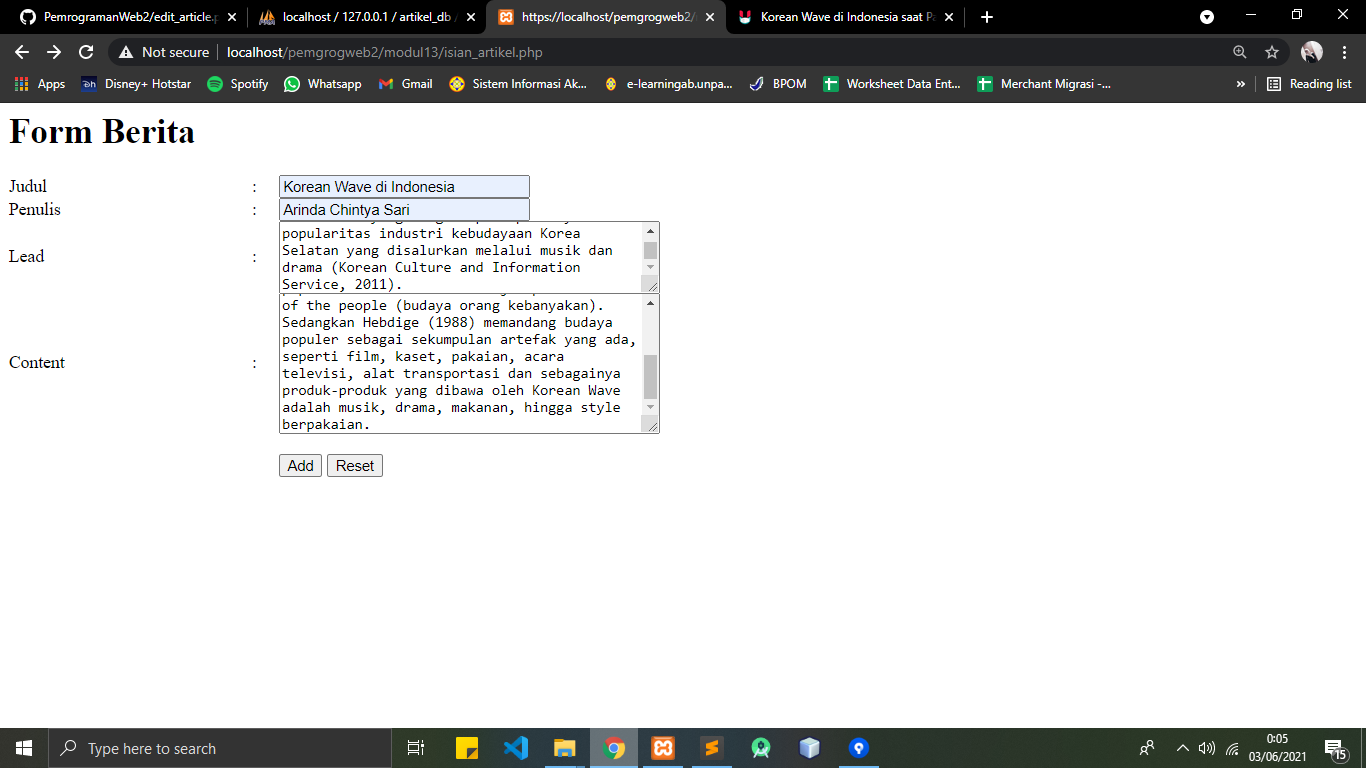 PemrogramanWeb2/edit_article.p
localhost / 127.0.0.1 / artikel_db /
https://localhost/pemgrogweb2/
Korean Wave di Indonesia saat Pa
Not secure
localhost/pemgrogweb2/modul13/isian_artikel.php
Apps
Disney+ Hotstar
Spotify
Whatsapp
Gmail
Sistem Informasi Ak...
e-learningab.unpa...
BPOM
Worksheet Data Ent...
Merchant Migrasi -...
»
Reading list
Form Berita
Judul : Korean Wave di Indonesia
Penulis : Arinda Chintya Sari
Lead :
popularitas industri kebudayaan Korea
Selatan yang disalurkan melalui musik dan
drama (Korean Culture and Information
Service, 2011).
Content :
of the people (budaya orang kebanyakan).
Sedangkan Hebdige (1988) memandang budaya
populer sebagai sekumpulan artefak yang ada,
seperti film, kaset, pakaian, acara
televisi, alat transportasi dan sebagainya
produk-produk yang dibawa oleh Korean Wave
adalah musik, drama, makanan, hingga style
berpakaian.
Add Reset
Type here to search
0:05
03/06/2021
15